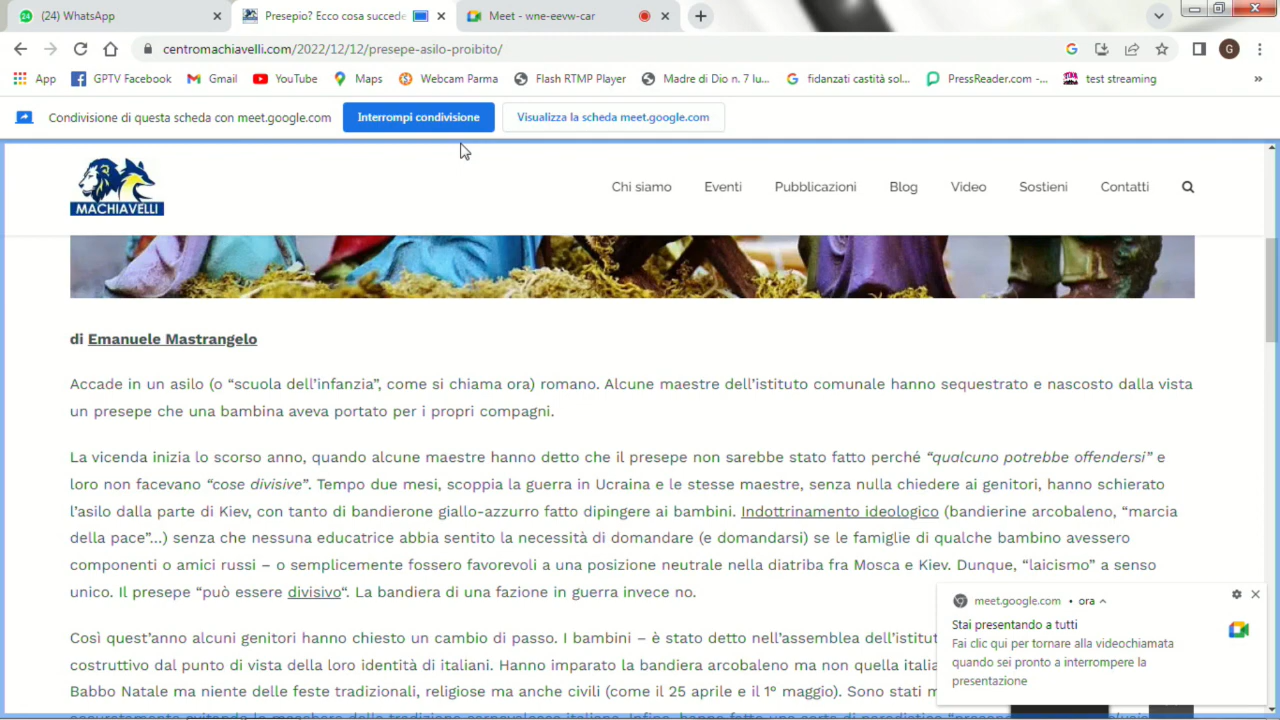 (24) WhatsApp
Presepio? Ecco cosa succede
Meet - wne-eevw-car
centromachiavelli.com/2022/12/12/presepe-asilo-proibito/
G
App
GPTV Facebook
Gmail
YouTube
Maps
Webcam Parma
Flash RTMP Player
Madre di Dio n. 7 lu...
fidanzati castità sol...
PressReader.com -...
test streaming
»
Condivisione di questa scheda con meet.google.com
Interrompi condivisione
Visualizza la scheda meet.google.com
MACHIAVELLI
Chi siamo
Eventi
Pubblicazioni
Blog
Video
Sostieni
Contatti
di Emanuele Mastrangelo
Accade in un asilo (o “scuola dell’infanzia”, come si chiama ora) romano. Alcune maestre dell’istituto comunale hanno sequestrato e nascosto dalla vista
un presepe che una bambina aveva portato per i propri compagni.
La vicenda inizia lo scorso anno, quando alcune maestre hanno detto che il presepe non sarebbe stato fatto perché “qualcuno potrebbe offendersi” e
loro non facevano “cose divisive”. Tempo due mesi, scoppia la guerra in Ucraina e le stesse maestre, senza nulla chiedere ai genitori, hanno schierato
l’asilo dalla parte di Kiev, con tanto di bandierone giallo-azzurro fatto dipingere ai bambini. Indottrinamento ideologico (bandierine arcobaleno, “marcia
della pace”…) senza che nessuna educatrice abbia sentito la necessità di domandare (e domandarsi) se le famiglie di qualche bambino avessero
componenti o amici russi – o semplicemente fossero favorevoli a una posizione neutrale nella diatriba fra Mosca e Kiev. Dunque, “laicismo” a senso
unico. Il presepe “può essere divisivo“. La bandiera di una fazione in guerra invece no.
Così quest’anno alcuni genitori hanno chiesto un cambio di passo. I bambini – è stato detto nell’assemblea dell’istitut
costruttivo dal punto di vista della loro identità di italiani. Hanno imparato la bandiera arcobaleno ma non quella italia
Babbo Natale ma niente delle feste tradizionali, religiose ma anche civili (come il 25 aprile e il 1° maggio). Sono stati m
meet.google.com • ora
Stai presentando a tutti
Fai clic qui per tornare alla videochiamata
quando sei pronto a interrompere la
presentazione